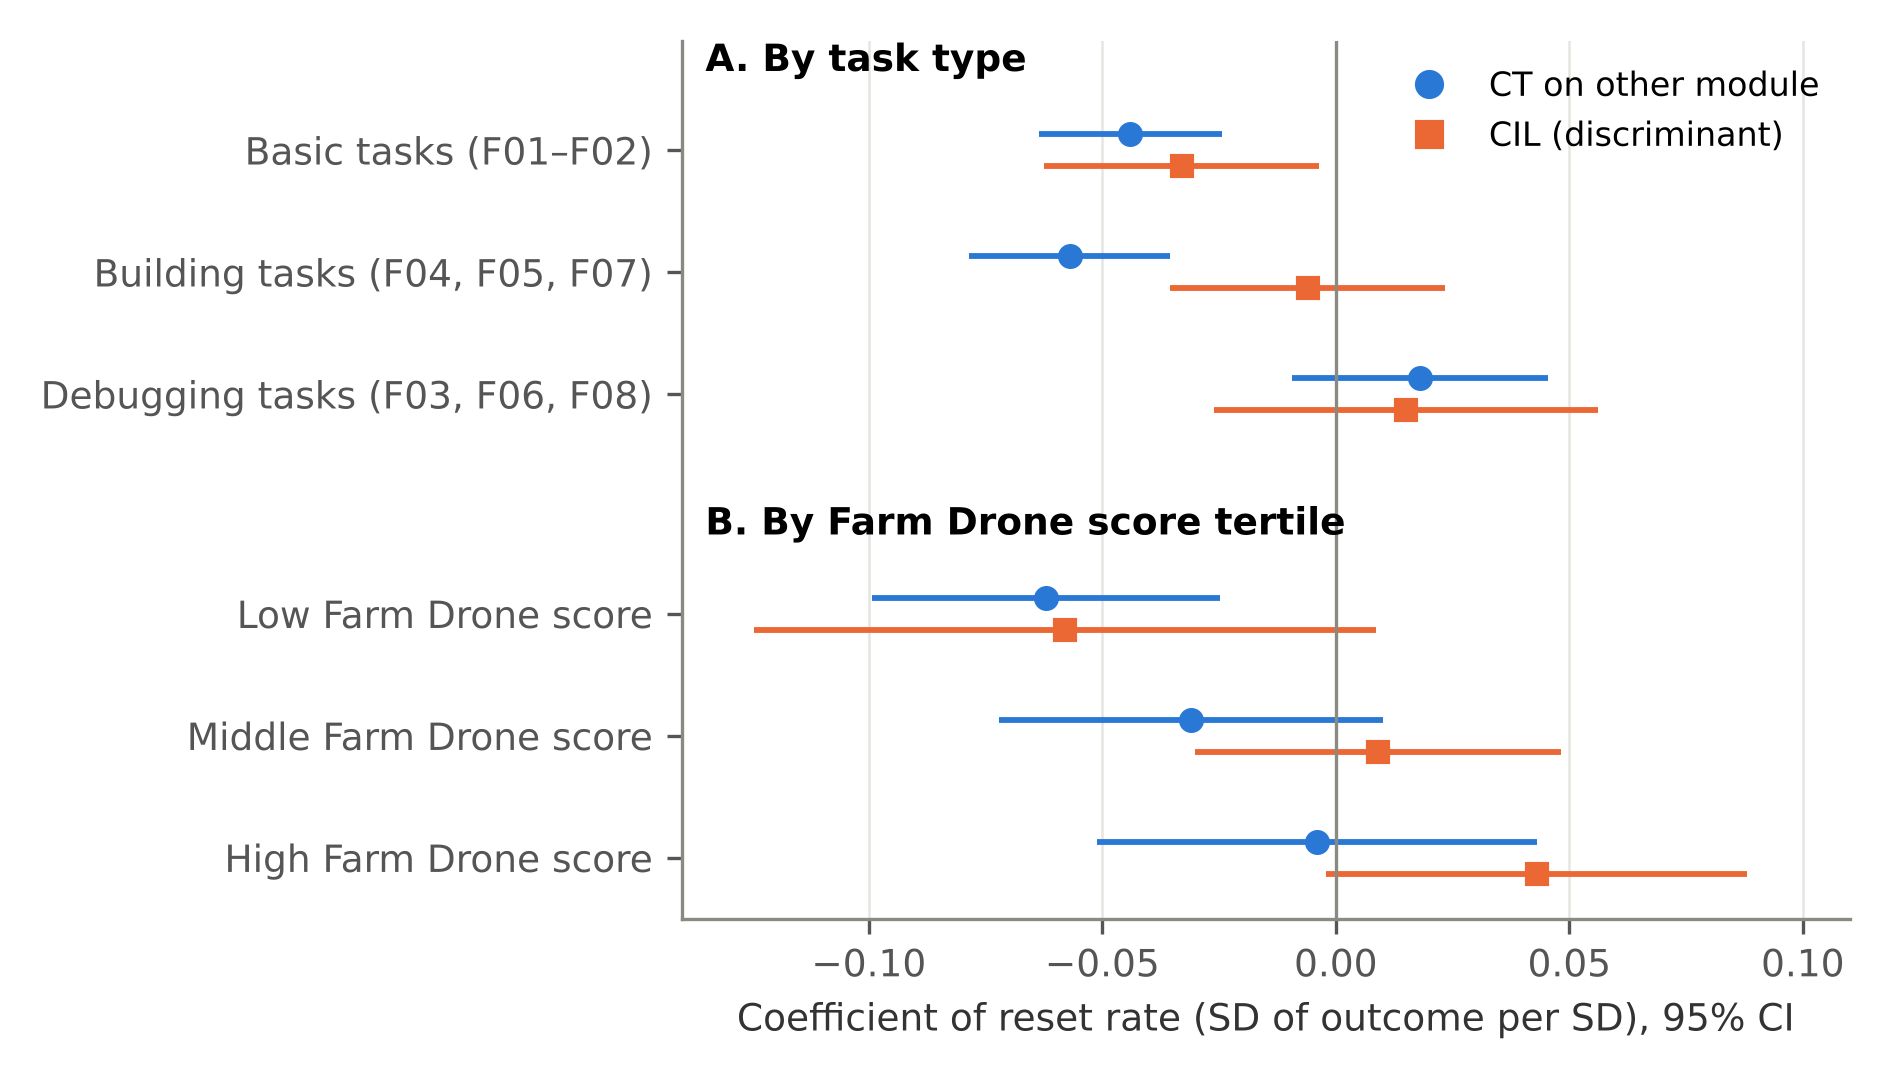 A. By task type
CT on other module
CIL (discriminant)
Basic tasks (F01–F02)
Building tasks (F04, F05, F07)
Debugging tasks (F03, F06, F08)
B. By Farm Drone score tertile
Low Farm Drone score
Middle Farm Drone score
High Farm Drone score
−0.10 −0.05 0.00 0.05 0.10
Coefficient of reset rate (SD of outcome per SD), 95% CI